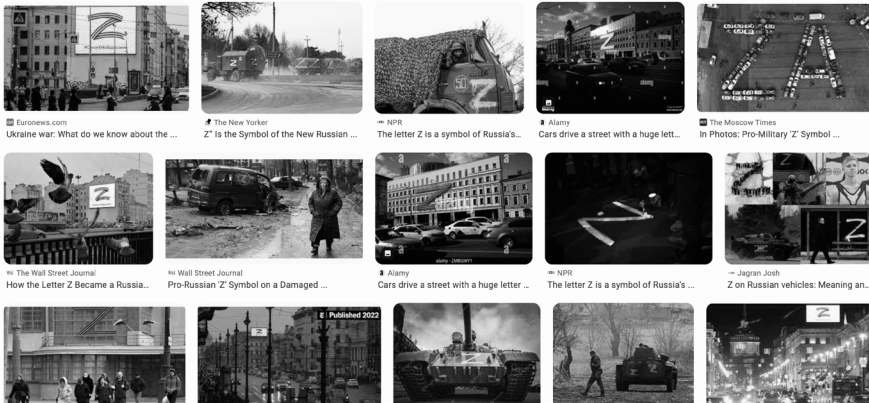 Z
#СвоихНеБросаем
Euronews.com
Ukraine war: What do we know about the ...
Z
The New Yorker
Z" Is the Symbol of the New Russian ...
Z
NPR
The letter Z is a symbol of Russia's...
Z
a
alamy
Alamy
Cars drive a street with a huge lett...
ZA
The Moscow Times
In Photos: Pro-Military 'Z' Symbol ...
Z
The Wall Street Journal
How the Letter Z Became a Russia...
Wall Street Journal
Pro-Russian 'Z' Symbol on a Damaged ...
a
Z
a
alamy
Alamy
Cars drive a street with a huge letter ...
Z
NPR
The letter Z is a symbol of Russia's ...
Z
Jagran Josh
Z on Russian vehicles: Meaning an...
Z
Z
Published 2022
Z
Z
Z